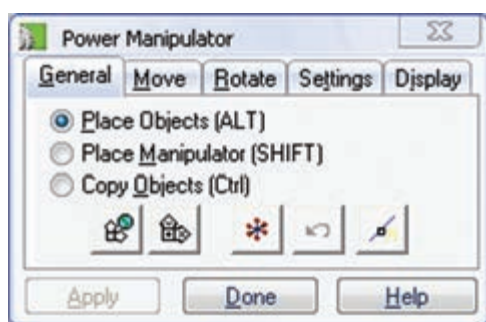 Power Manipulator
General Move Rotate Settings Display
Place Objects (ALT)
Place Manipulator (SHIFT)
Copy Objects (Ctrl)
Apply Done Help